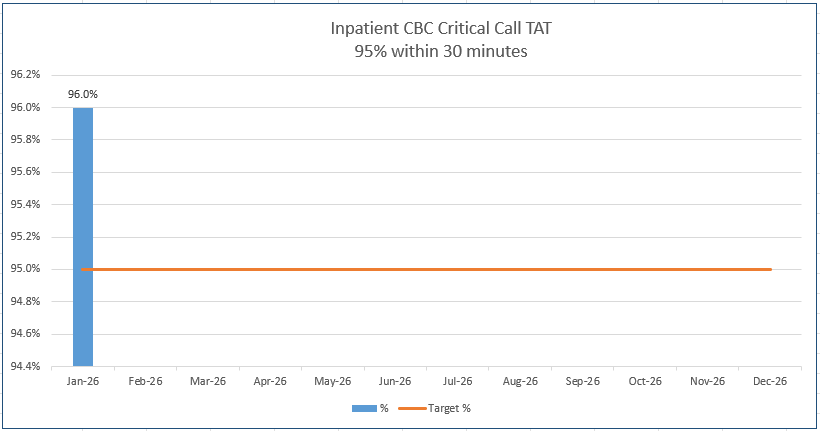 Inpatient CBC Critical Call TAT
95% within 30 minutes
96.2%
96.0%
96.0%
95.8%
95.6%
95.4%
95.2%
95.0%
94.8%
94.6%
94.4%
Jan-26 Feb-26 Mar-26 Apr-26 May-26 Jun-26 Jul-26 Aug-26 Sep-26 Oct-26 Nov-26 Dec-26
% Target %